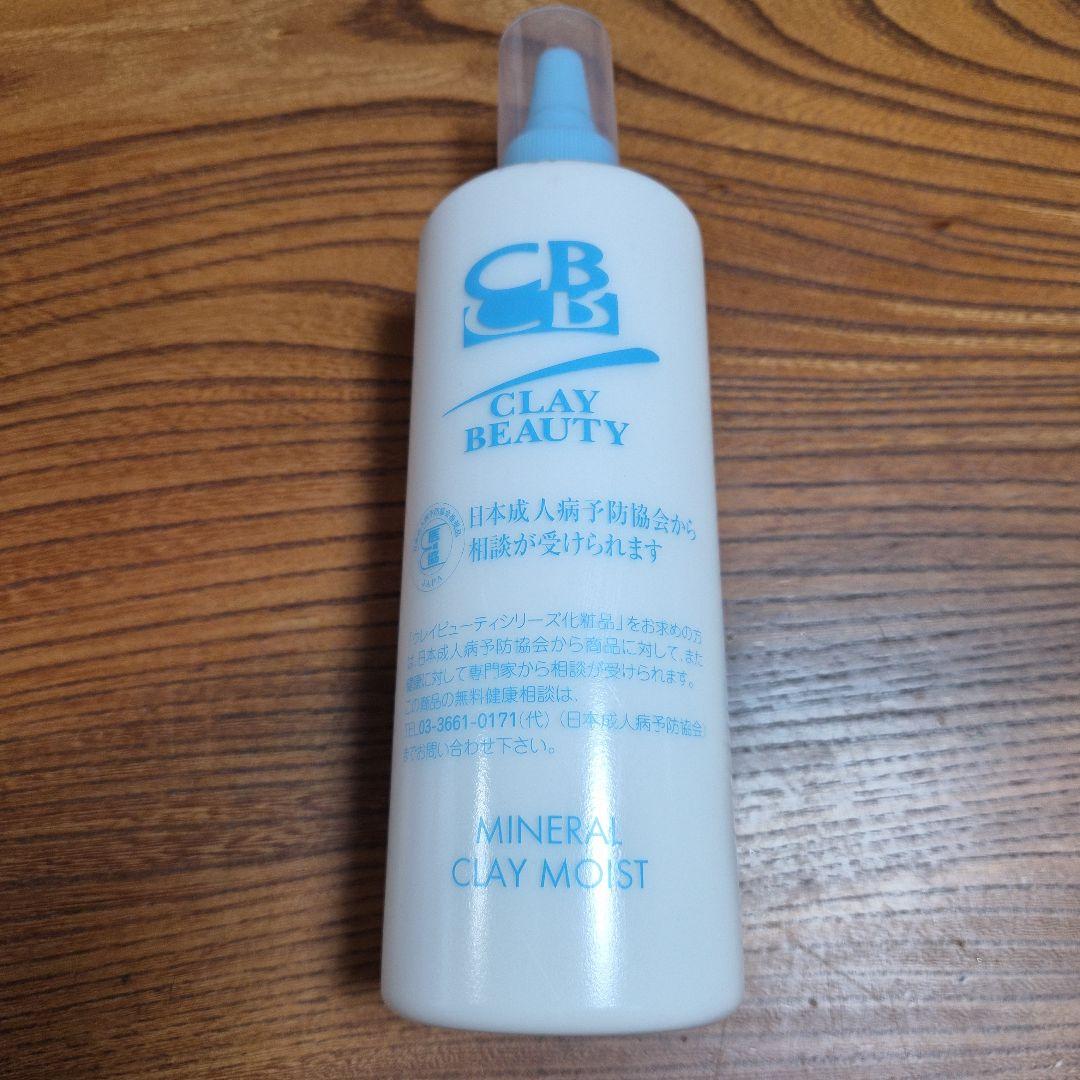 CB
CLAY
BEAUTY
日本成人病予防協会から
相談が受けられます
医協
JAPA
「クレイビューティシリーズ化粧品」をお求めの方
は、日本成人病予防協会から商品に対して、また
健康に対して専門家から相談が受けられます。
この商品の無料健康相談は、
TEL03-3661-0171(代) (日本成人病予防協会)
までお問い合わせ下さい。
MINERAL
CLAY MOIST